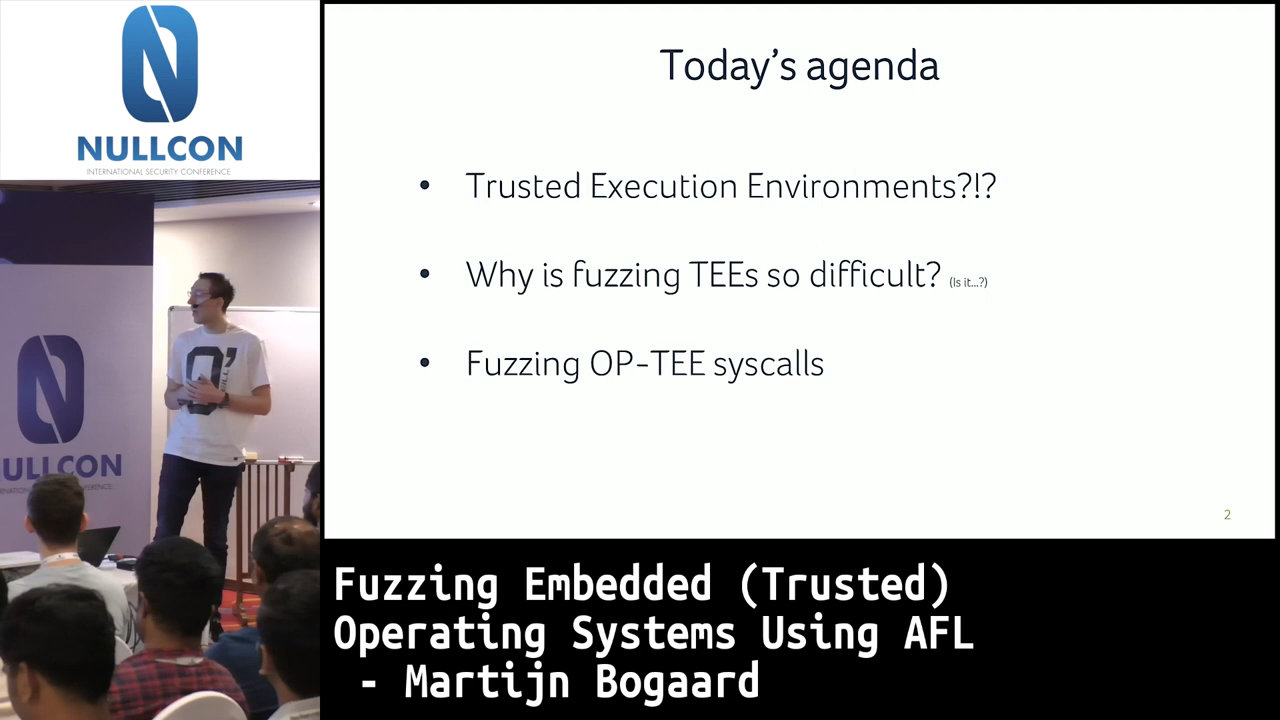 NULLCON
INTERNATIONAL SECURITY CONFERENCE
Today's agenda
• Trusted Execution Environments?!?
• Why is fuzzing TEEs so difficult? (Is it...?)
• Fuzzing OP-TEE syscalls
2
NULLCON
Fuzzing Embedded (Trusted)
Operating Systems Using AFL
- Martijn Bogaard